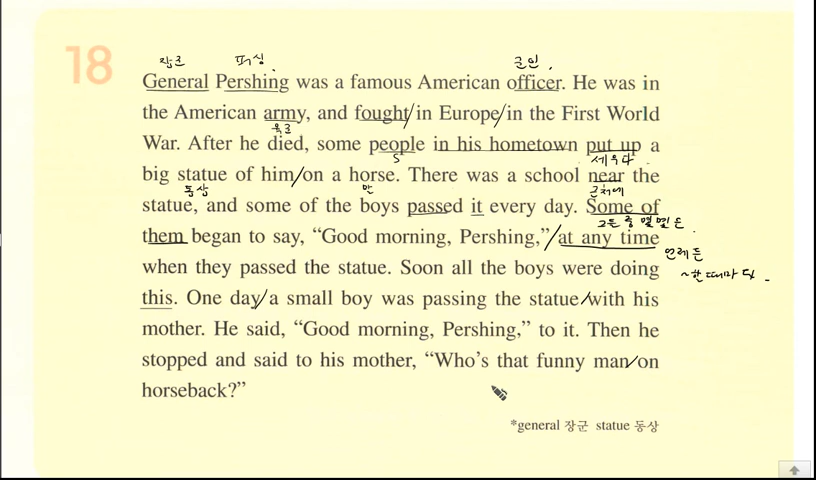 18
장군 퍼싱 군인
General Pershing was a famous American officer. He was in
the American army, and fought/in Europe/in the First World
육군
War. After he died, some people in his hometown put up a
S 세우다
big statue of him/on a horse. There was a school near the
동상 근처에
statue, and some of the boys passed it every day. Some of
그들 중 몇몇은
them began to say, “Good morning, Pershing,”/at any time
언제든
when they passed the statue. Soon all the boys were doing
~한 때마다
this. One day/a small boy was passing the statue/with his
mother. He said, “Good morning, Pershing,” to it. Then he
stopped and said to his mother, “Who’s that funny man/on
horseback?”
*general 장군 statue 동상